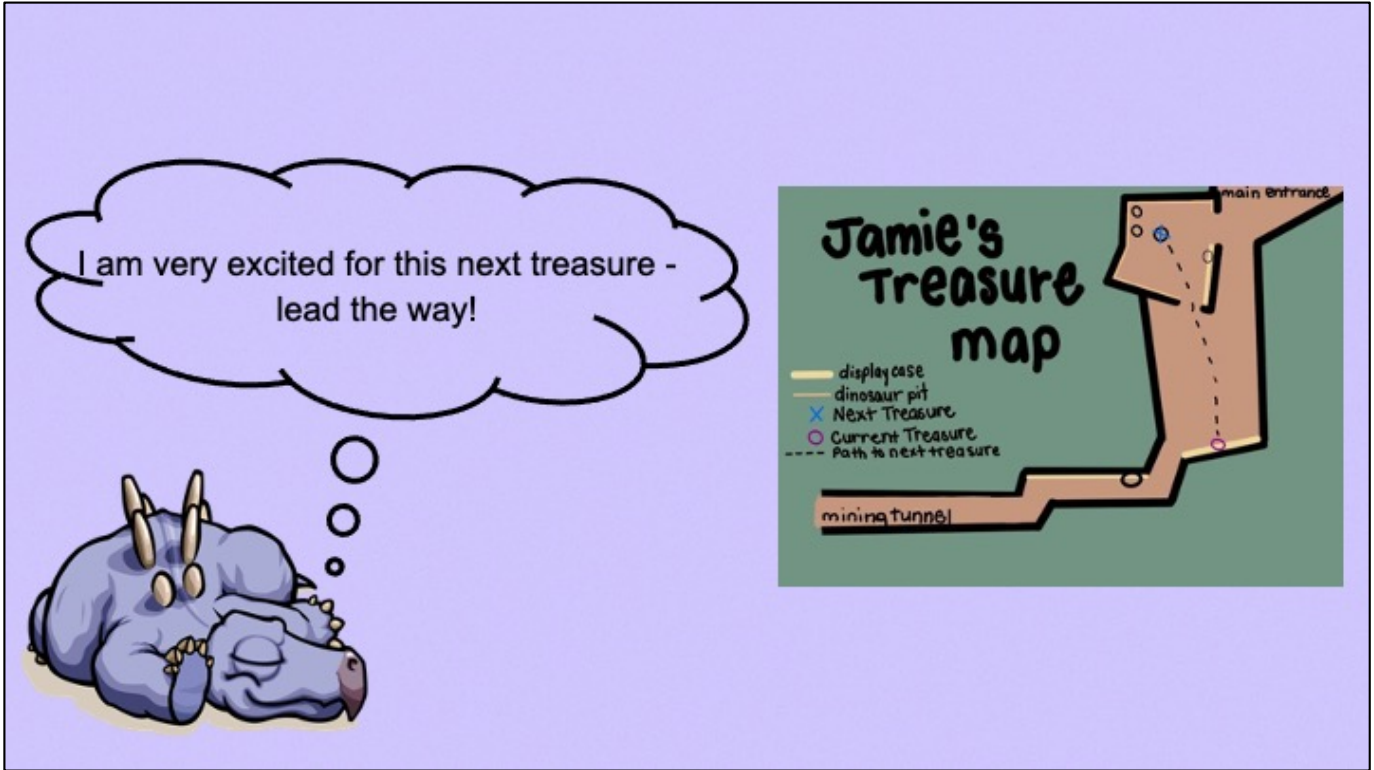 I am very excited for this next treasure -
lead the way!
main entrance
Jamie's
Treasure
map
display case
dinosaur pit
Next Treasure
Current Treasure
Path to next treasure
mining tunnel